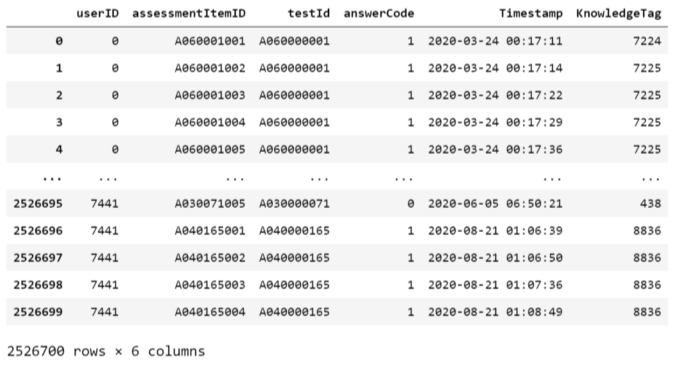 userID assessmentItemID testId answerCode Timestamp KnowledgeTag
0 0 A060001001 A060000001 1 2020-03-24 00:17:11 7224
1 0 A060001002 A060000001 1 2020-03-24 00:17:14 7225
2 0 A060001003 A060000001 1 2020-03-24 00:17:22 7225
3 0 A060001004 A060000001 1 2020-03-24 00:17:29 7225
4 0 A060001005 A060000001 1 2020-03-24 00:17:36 7225
... ... ... ... ... ... ...
2526695 7441 A030071005 A030000071 0 2020-06-05 06:50:21 438
2526696 7441 A040165001 A040000165 1 2020-08-21 01:06:39 8836
2526697 7441 A040165002 A040000165 1 2020-08-21 01:06:50 8836
2526698 7441 A040165003 A040000165 1 2020-08-21 01:07:36 8836
2526699 7441 A040165004 A040000165 1 2020-08-21 01:08:49 8836
2526700 rows × 6 columns